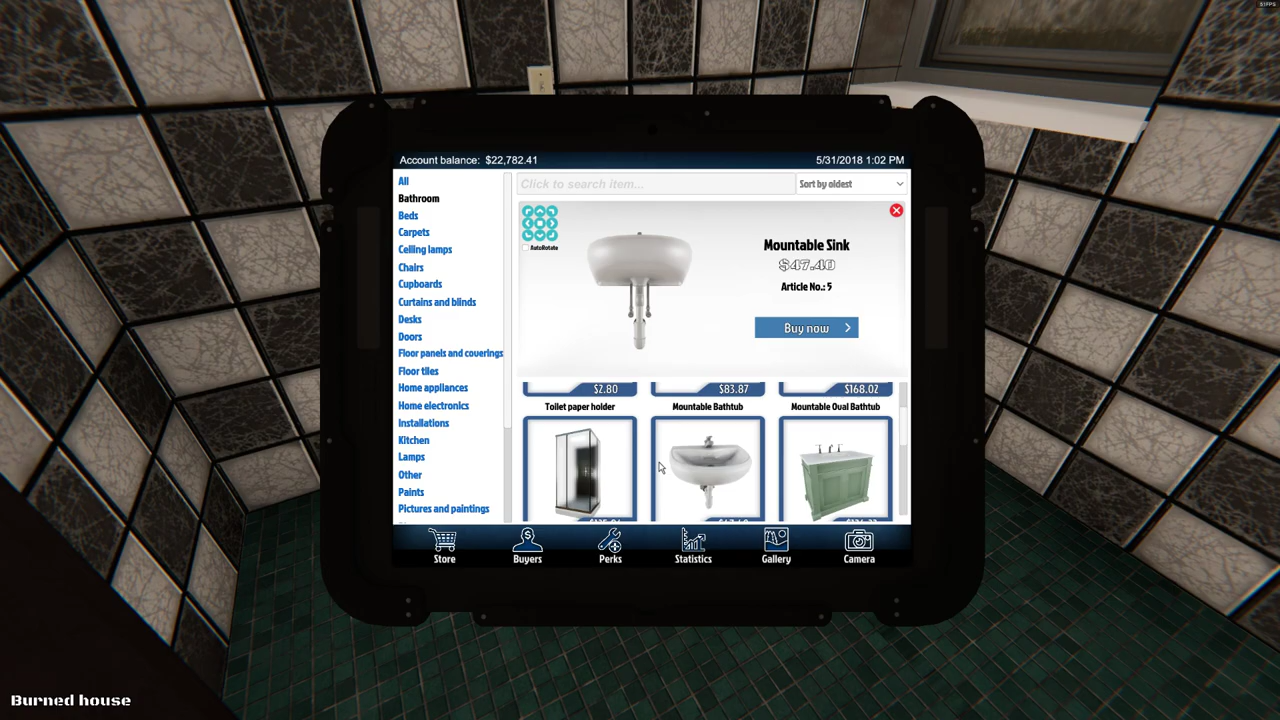 51FPS
Account balance: $22,782.41
5/31/2018 1:02 PM
All
Bathroom
Beds
Carpets
Ceiling lamps
Chairs
Cupboards
Curtains and blinds
Desks
Doors
Floor panels and coverings
Floor tiles
Home appliances
Home electronics
Installations
Kitchen
Lamps
Other
Paints
Pictures and paintings
Click to search item...
Sort by oldest
AutoRotate
Mountable Sink
$47.40
Article No.: 5
Buy now
$2.80
$83.87
$168.02
Toilet paper holder
Mountable Bathtub
Mountable Oval Bathtub
Store
Buyers
Perks
Statistics
Gallery
Camera
Burned house